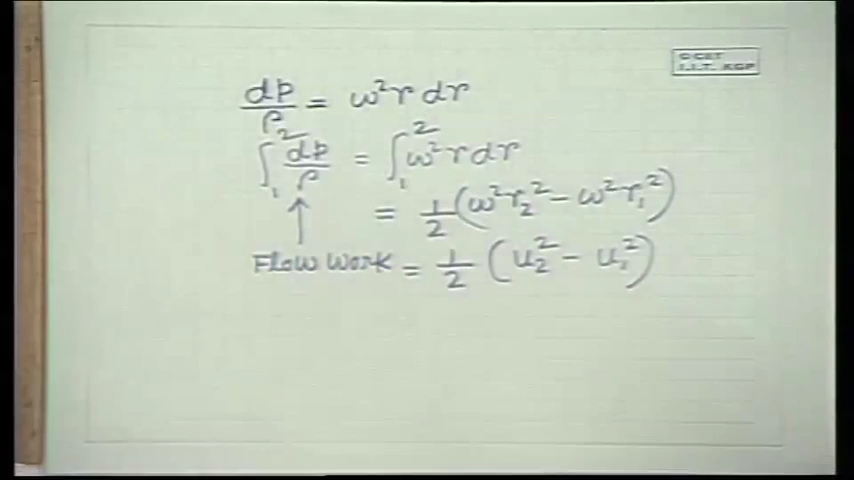 © CET
I.I.T. KGP
dp/ρ = ω²r dr
∫₁² dp/ρ = ∫₁² ω²r dr
= 1/2 (ω²r₂² − ω²r₁²)
Flow work = 1/2 (u₂² − u₁²)